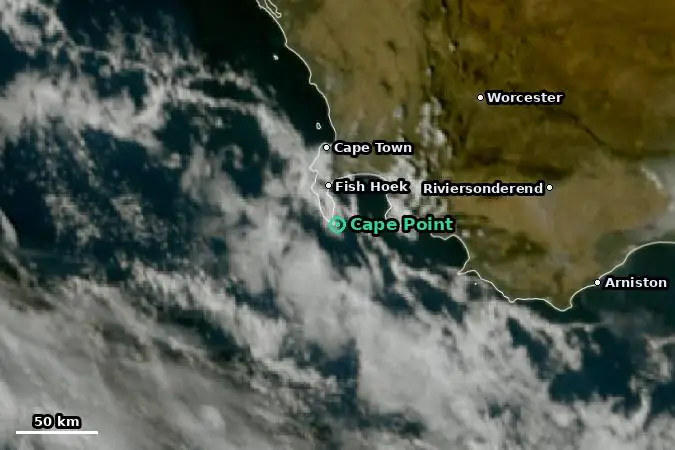 Worcester
Cape Town
Fish Hoek
Riviersonderend
Cape Point
Arniston
50 km